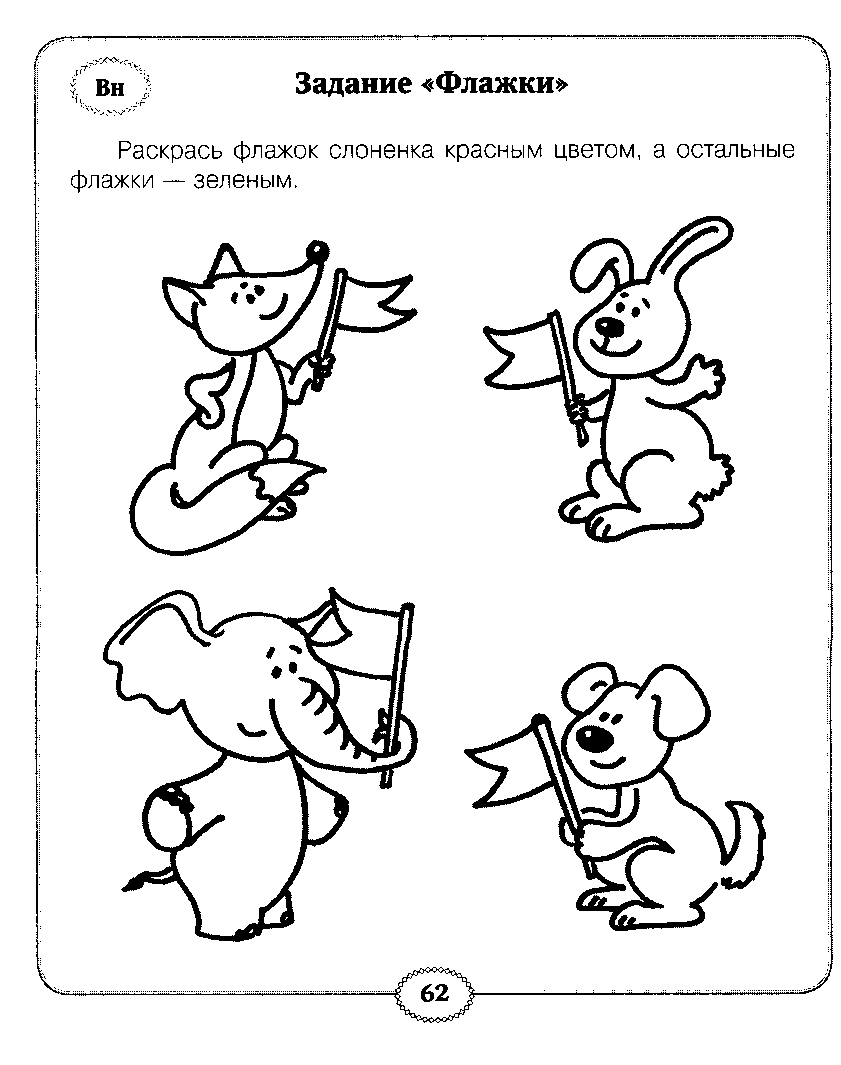 Вн
Задание «Флажки»
Раскрась флажок слоненка красным цветом, а остальные
флажки — зеленым.
62